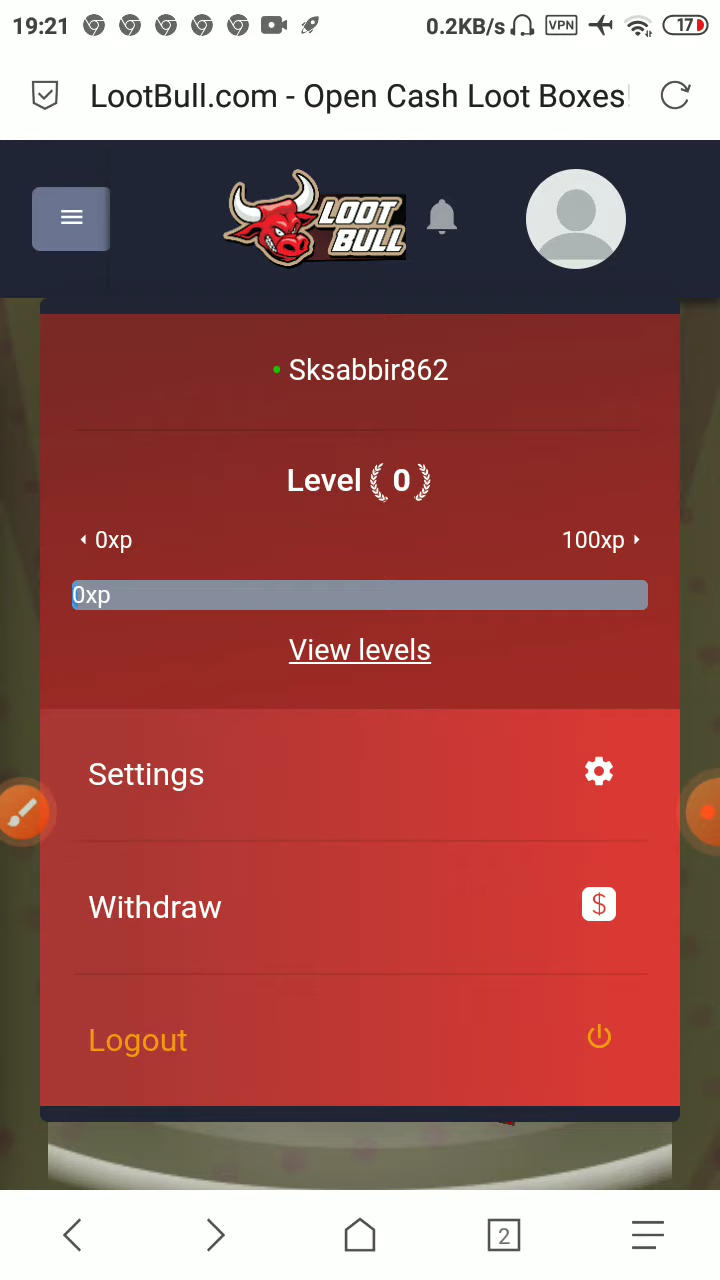 19:21 0.2KB/s VPN 17
LootBull.com - Open Cash Loot Boxes
LOOT
BULL
Sksabbir862
Level 0
0xp 100xp
0xp
View levels
Settings
Withdraw $
Logout
2